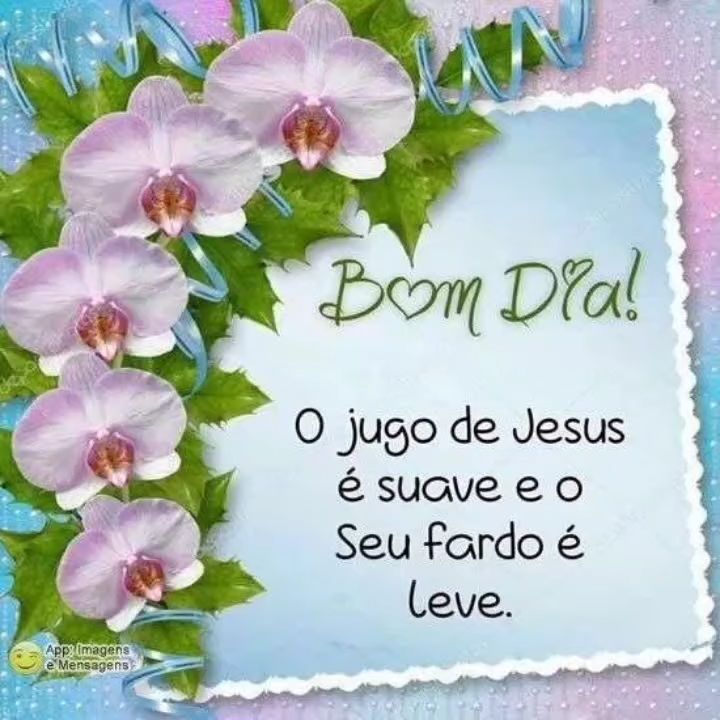 Bom Dia!
O jugo de Jesus
é suave e o
Seu fardo é
leve.
App: Imagens
e Mensagens